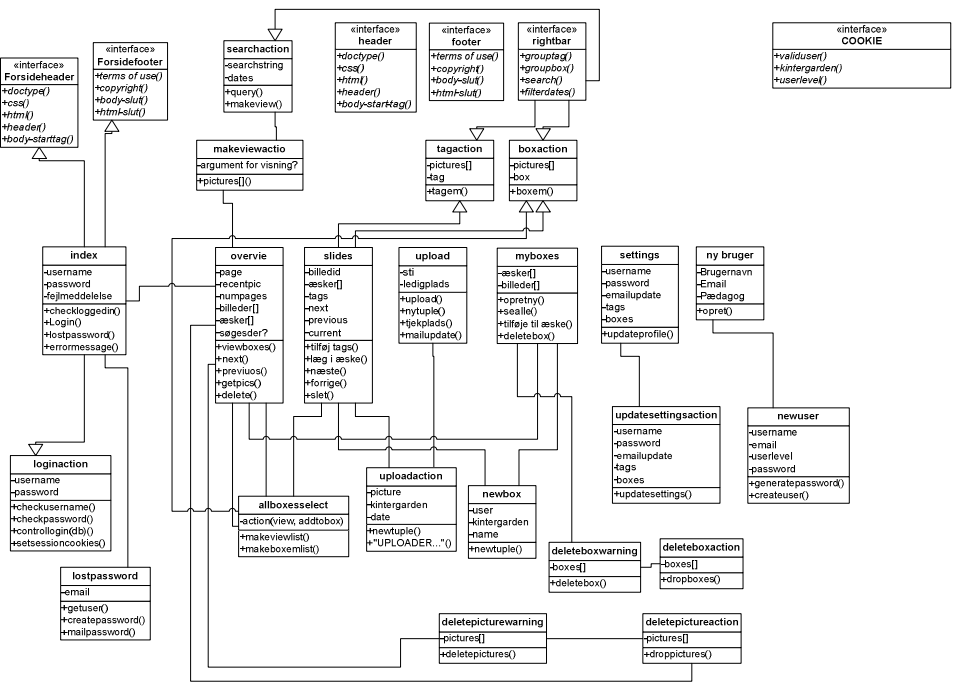 «interface»
Forsideheader
+doctype()
+css()
+html()
+header()
+body-starttag()
«interface»
Forsidefooter
+terms of use()
+copyright()
+body-slut()
+html-slut()
searchaction
-searchstring
-dates
+query()
+makeview()
«interface»
header
+doctype()
+css()
+html()
+header()
+body-start-tag()
«interface»
footer
+terms of use()
+copyright()
+body-slut()
+html-slut()
«interface»
rightbar
+grouptag()
+groupbox()
+search()
+filterdates()
«interface»
COOKIE
+validuser()
+kintergarden()
+userlevel()
makeviewactio
-argument for visning?
+pictures[]()
tagaction
-pictures[]
-tag
+tagem()
boxaction
-pictures[]
-box
+boxem()
index
-username
-password
-fejlmeddelelse
+checkloggedin()
+Login()
+lostpassword()
+errormessage()
overvie
-page
-recentpic
-numpages
-billeder[]
-æsker[]
-søgesder?
+viewboxes()
+next()
+previuos()
+getpics()
+delete()
slides
-billedid
-æsker[]
-tags
-next
-previous
-current
+tilføj tags()
+læg i æske()
+næste()
+forrige()
+slet()
upload
-sti
-ledigplads
+upload()
+nytuple()
+tjekplads()
+mailupdate()
myboxes
-æsker[]
-billeder[]
+opretny()
+sealle()
+tilføje til æske()
+deletebox()
settings
-username
-password
-emailupdate
-tags
-boxes
+updateprofile()
ny bruger
-Brugernavn
-Email
-Pædagog
+opret()
loginaction
-username
-password
+checkusername()
+checkpassword()
+controllogin(db)()
+setsessioncookies()
lostpassword
-email
+getuser()
+createpassword()
+mailpassword()
allboxesselect
-action(view, addtobox)
+makeviewlist()
+makeboxemlist()
uploadaction
-picture
-kintergarden
-date
+newtuple()
+"UPLOADER..."()
newbox
-user
-kintergarden
-name
+newtuple()
updatesettingsaction
-username
-password
-emailupdate
-tags
-boxes
+updatesettings()
newuser
-username
-email
-userlevel
-password
+generatepassword()
+createuser()
deleteboxwarning
-boxes[]
+deletebox()
deleteboxaction
-boxes[]
+dropboxes()
deletepicturewarning
-pictures[]
+deletepictures()
deletepictureaction
-pictures[]
+droppictures()